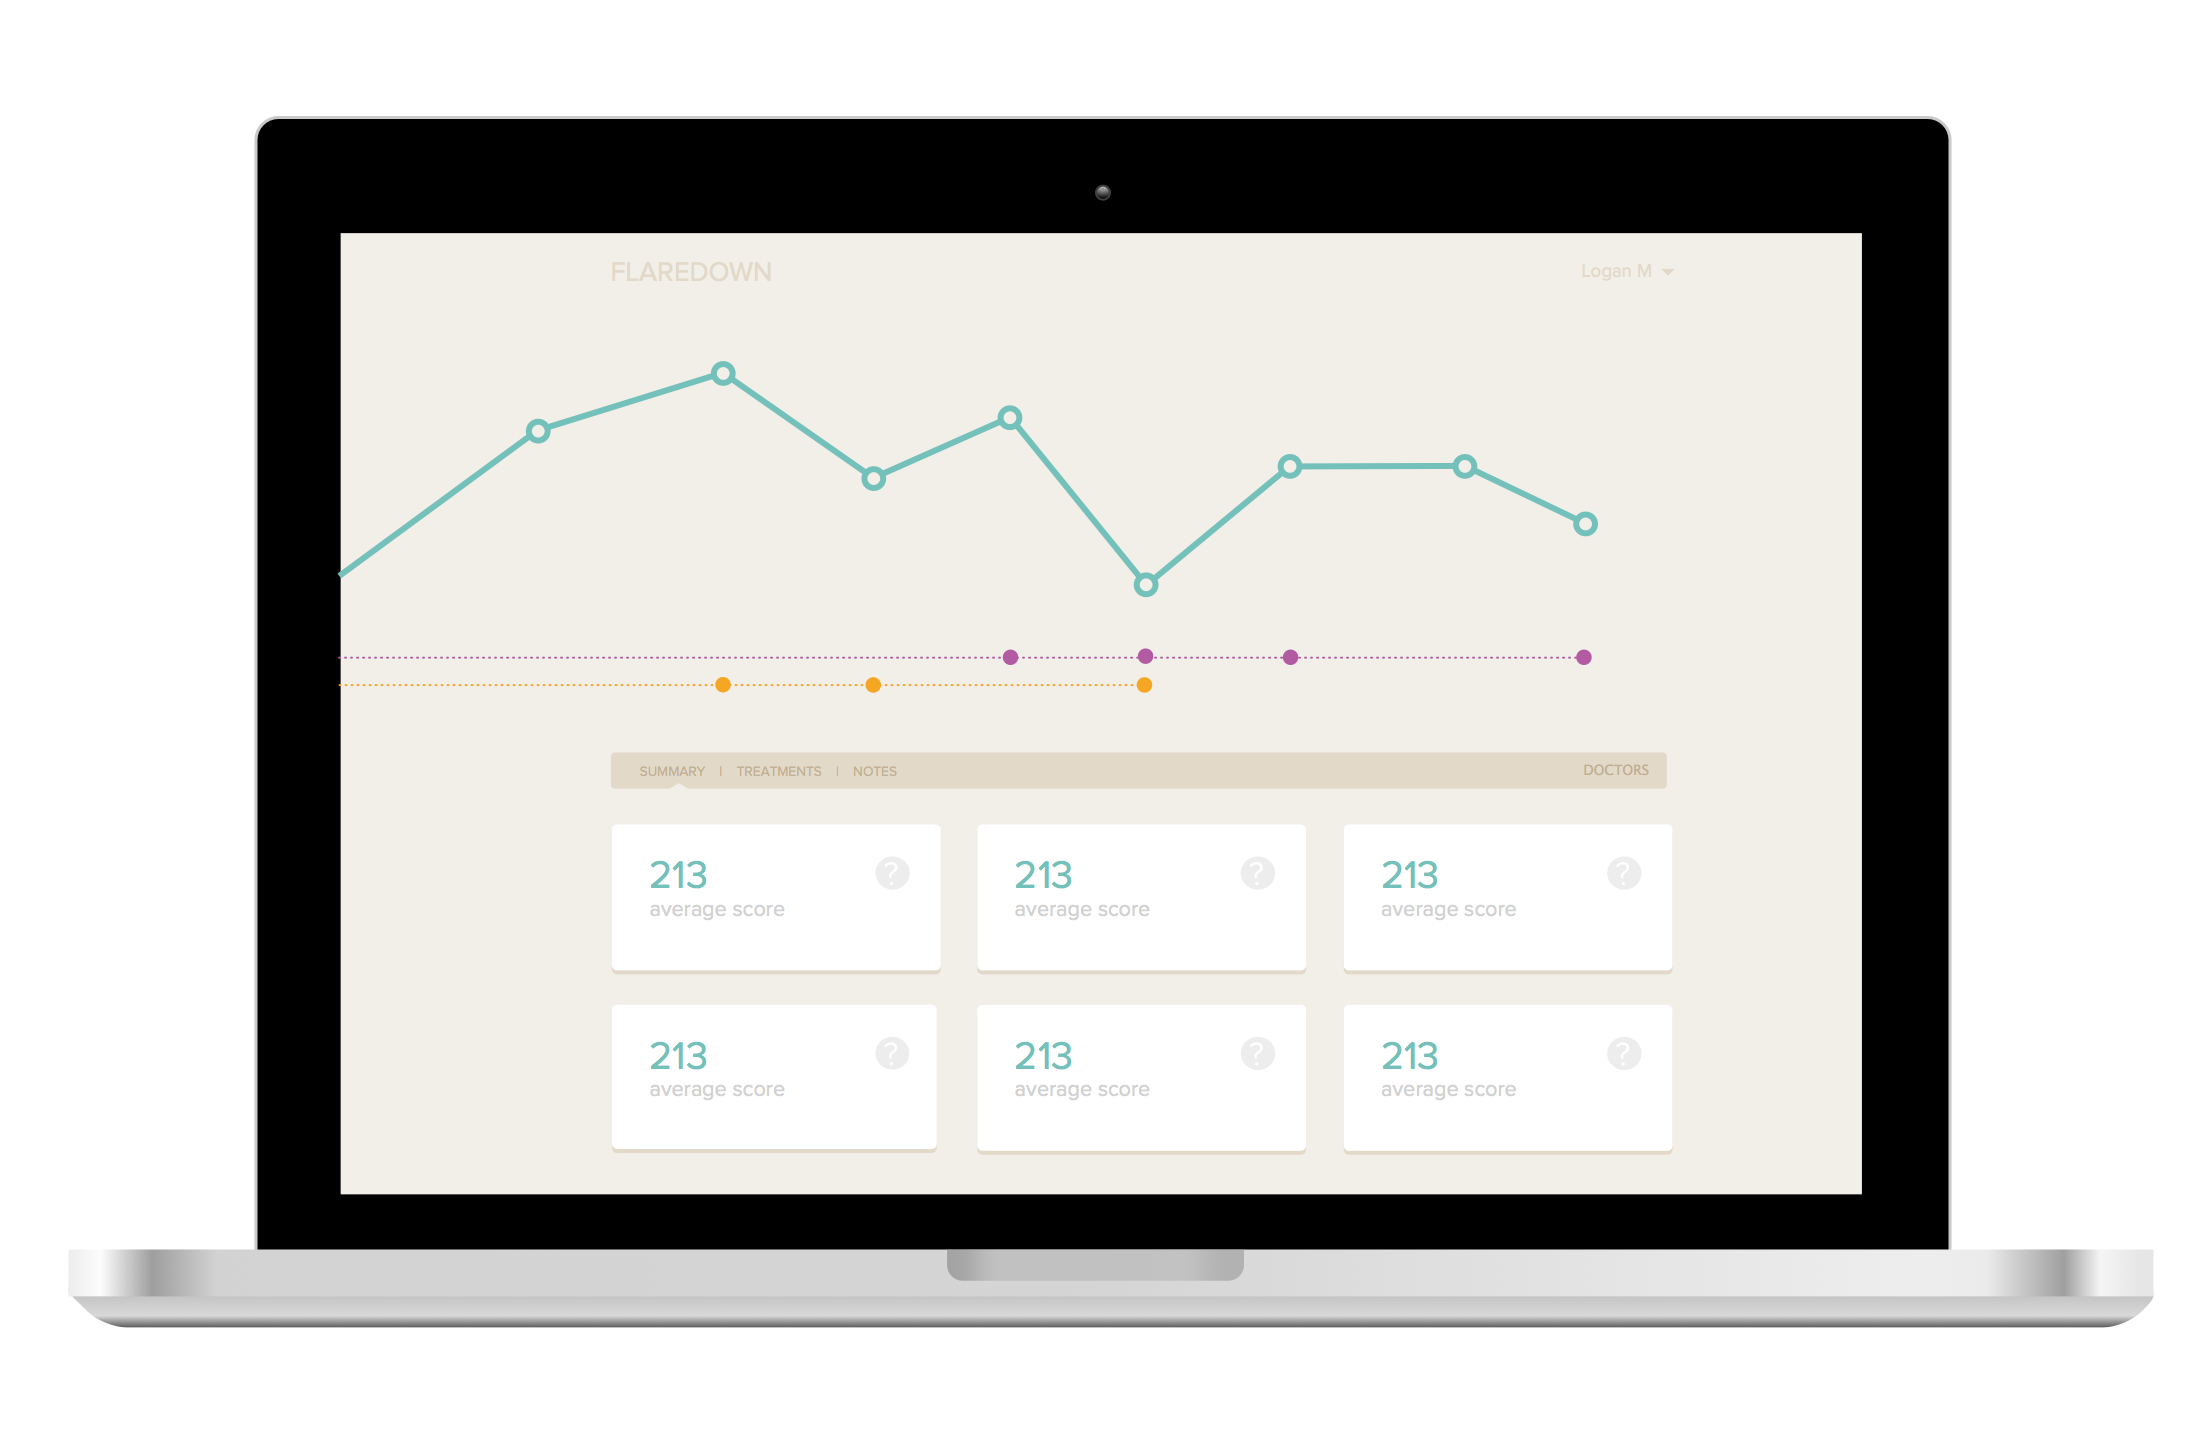 FLAREDOWN
Logan M
SUMMARY | TREATMENTS | NOTES
DOCTORS
213 ?
average score
213 ?
average score
213 ?
average score
213 ?
average score
213 ?
average score
213 ?
average score